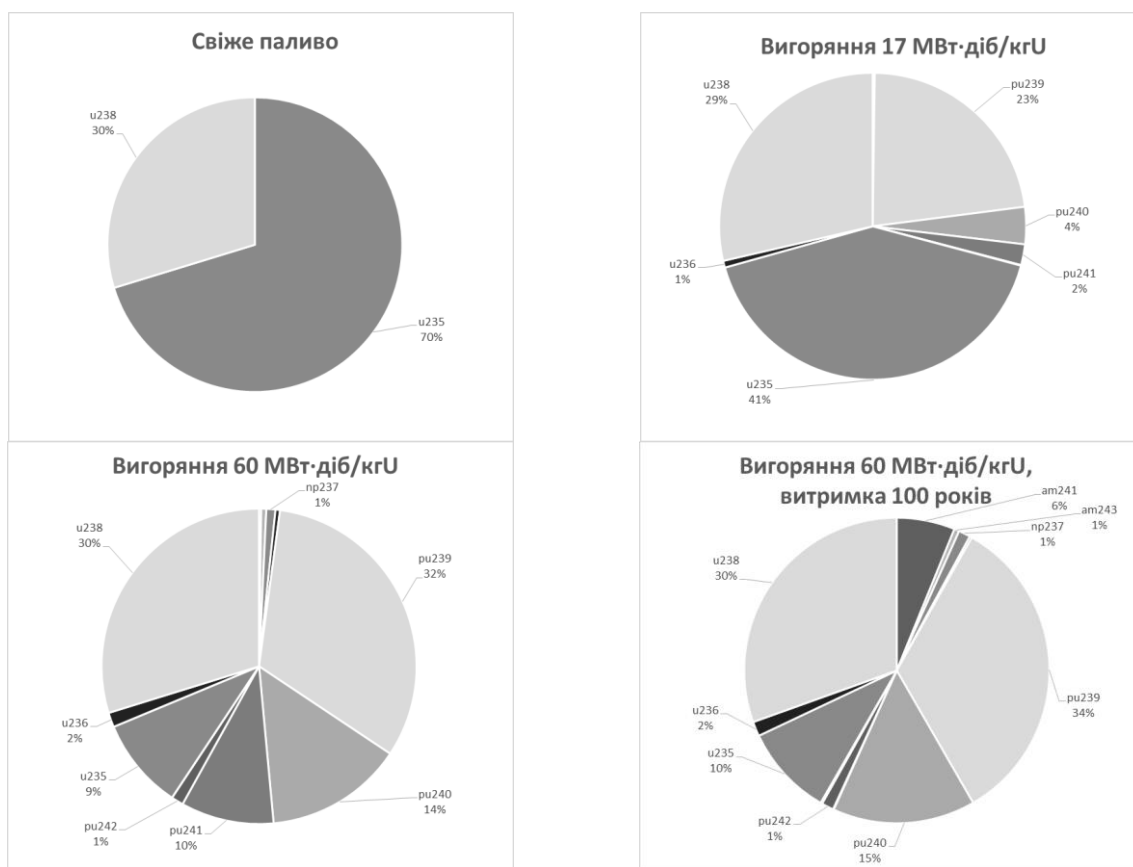 Свіже паливо
u238
30%
u235
70%
Вигоряння 17 МВт·діб/кгU
u238
29%
pu239
23%
pu240
4%
pu241
2%
u236
1%
u235
41%
Вигоряння 60 МВт·діб/кгU
np237
1%
u238
30%
pu239
32%
u236
2%
u235
9%
pu242
1%
pu241
10%
pu240
14%
Вигоряння 60 МВт·діб/кгU,
витримка 100 років
am241
6%
am243
1%
np237
1%
u238
30%
pu239
34%
u236
2%
u235
10%
pu242
1%
pu240
15%